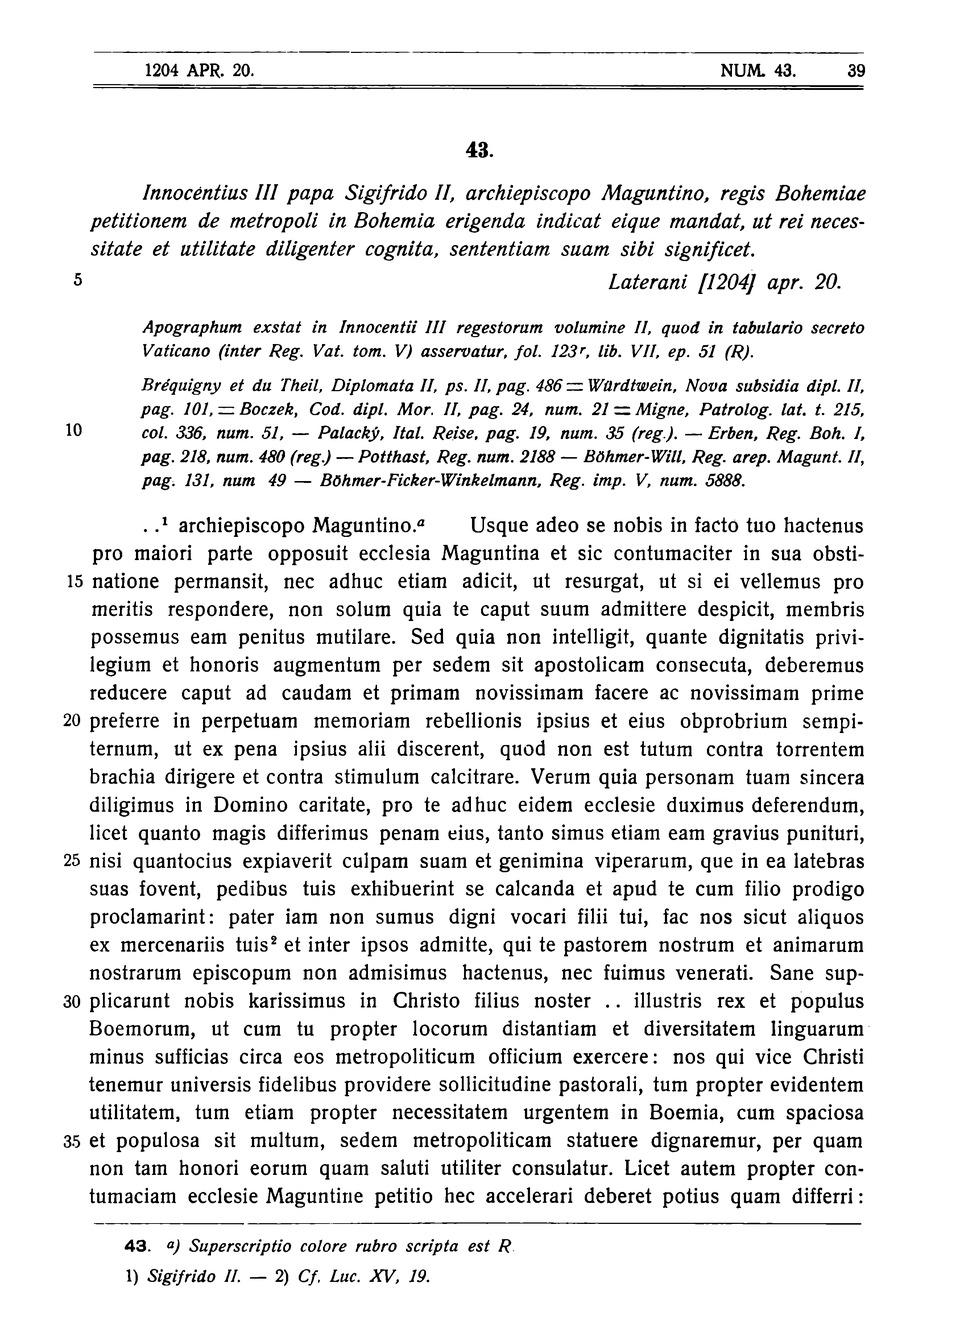 1204 APR. 20. NUM. 43. 39
43.
Innocentius III papa Sigifrido II, archiepiscopo Maguntino, regis Bohemiae
petitionem de metropoli in Bohemia erigenda indicat eique mandat, ut rei neces-
sitate et utilitate diligenter cognita, sententiam suam sibi significet.
5 Laterani [1204] apr. 20.
Apographum exstat in Innocentii III regestorum volumine II, quod in tabulario secreto
Vaticano (inter Reg. Vat. tom. V) asservatur, fol. 123r, lib. VII, ep. 51 (R).
Bréquigny et du Theil, Diplomata II, ps. II, pag. 486 = Würdtwein, Nova subsidia dipl. II,
pag. 101, = Boczek, Cod. dipl. Mor. II, pag. 24, num. 21 = Migne, Patrolog. lat. t. 215,
10 col. 336, num. 51, — Palacký, Ital. Reise, pag. 19, num. 35 (reg.). — Erben, Reg. Boh. I,
pag. 218, num. 480 (reg.) — Potthast, Reg. num. 2188 — Böhmer-Will, Reg. arep. Magunt. II,
pag. 131, num 49 — Böhmer-Ficker-Winkelmann, Reg. imp. V, num. 5888.
. .¹ archiepiscopo Maguntino.ᵃ Usque adeo se nobis in facto tuo hactenus
pro maiori parte opposuit ecclesia Maguntina et sic contumaciter in sua obsti-
15 natione permansit, nec adhuc etiam adicit, ut resurgat, ut si ei vellemus pro
meritis respondere, non solum quia te caput suum admittere despicit, membris
possemus eam penitus mutilare. Sed quia non intelligit, quante dignitatis privi-
legium et honoris augmentum per sedem sit apostolicam consecuta, deberemus
reducere caput ad caudam et primam novissimam facere ac novissimam prime
20 preferre in perpetuam memoriam rebellionis ipsius et eius obprobrium sempi-
ternum, ut ex pena ipsius alii discerent, quod non est tutum contra torrentem
brachia dirigere et contra stimulum calcitrare. Verum quia personam tuam sincera
diligimus in Domino caritate, pro te adhuc eidem ecclesie duximus deferendum,
licet quanto magis differimus penam eius, tanto simus etiam eam gravius punituri,
25 nisi quantocius expiaverit culpam suam et genimina viperarum, que in ea latebras
suas fovent, pedibus tuis exhibuerint se calcanda et apud te cum filio prodigo
proclamarint: pater iam non sumus digni vocari filii tui, fac nos sicut aliquos
ex mercenariis tuis² et inter ipsos admitte, qui te pastorem nostrum et animarum
nostrarum episcopum non admisimus hactenus, nec fuimus venerati. Sane sup-
30 plicarunt nobis karissimus in Christo filius noster . . illustris rex et populus
Boemorum, ut cum tu propter locorum distantiam et diversitatem linguarum
minus sufficias circa eos metropoliticum officium exercere: nos qui vice Christi
tenemur universis fidelibus providere sollicitudine pastorali, tum propter evidentem
utilitatem, tum etiam propter necessitatem urgentem in Boemia, cum spaciosa
35 et populosa sit multum, sedem metropoliticam statuere dignaremur, per quam
non tam honori eorum quam saluti utiliter consulatur. Licet autem propter con-
tumaciam ecclesie Maguntine petitio hec accelerari deberet potius quam differri:
43. a) Superscriptio colore rubro scripta est R.
1) Sigifrido II. — 2) Cf. Luc. XV, 19.